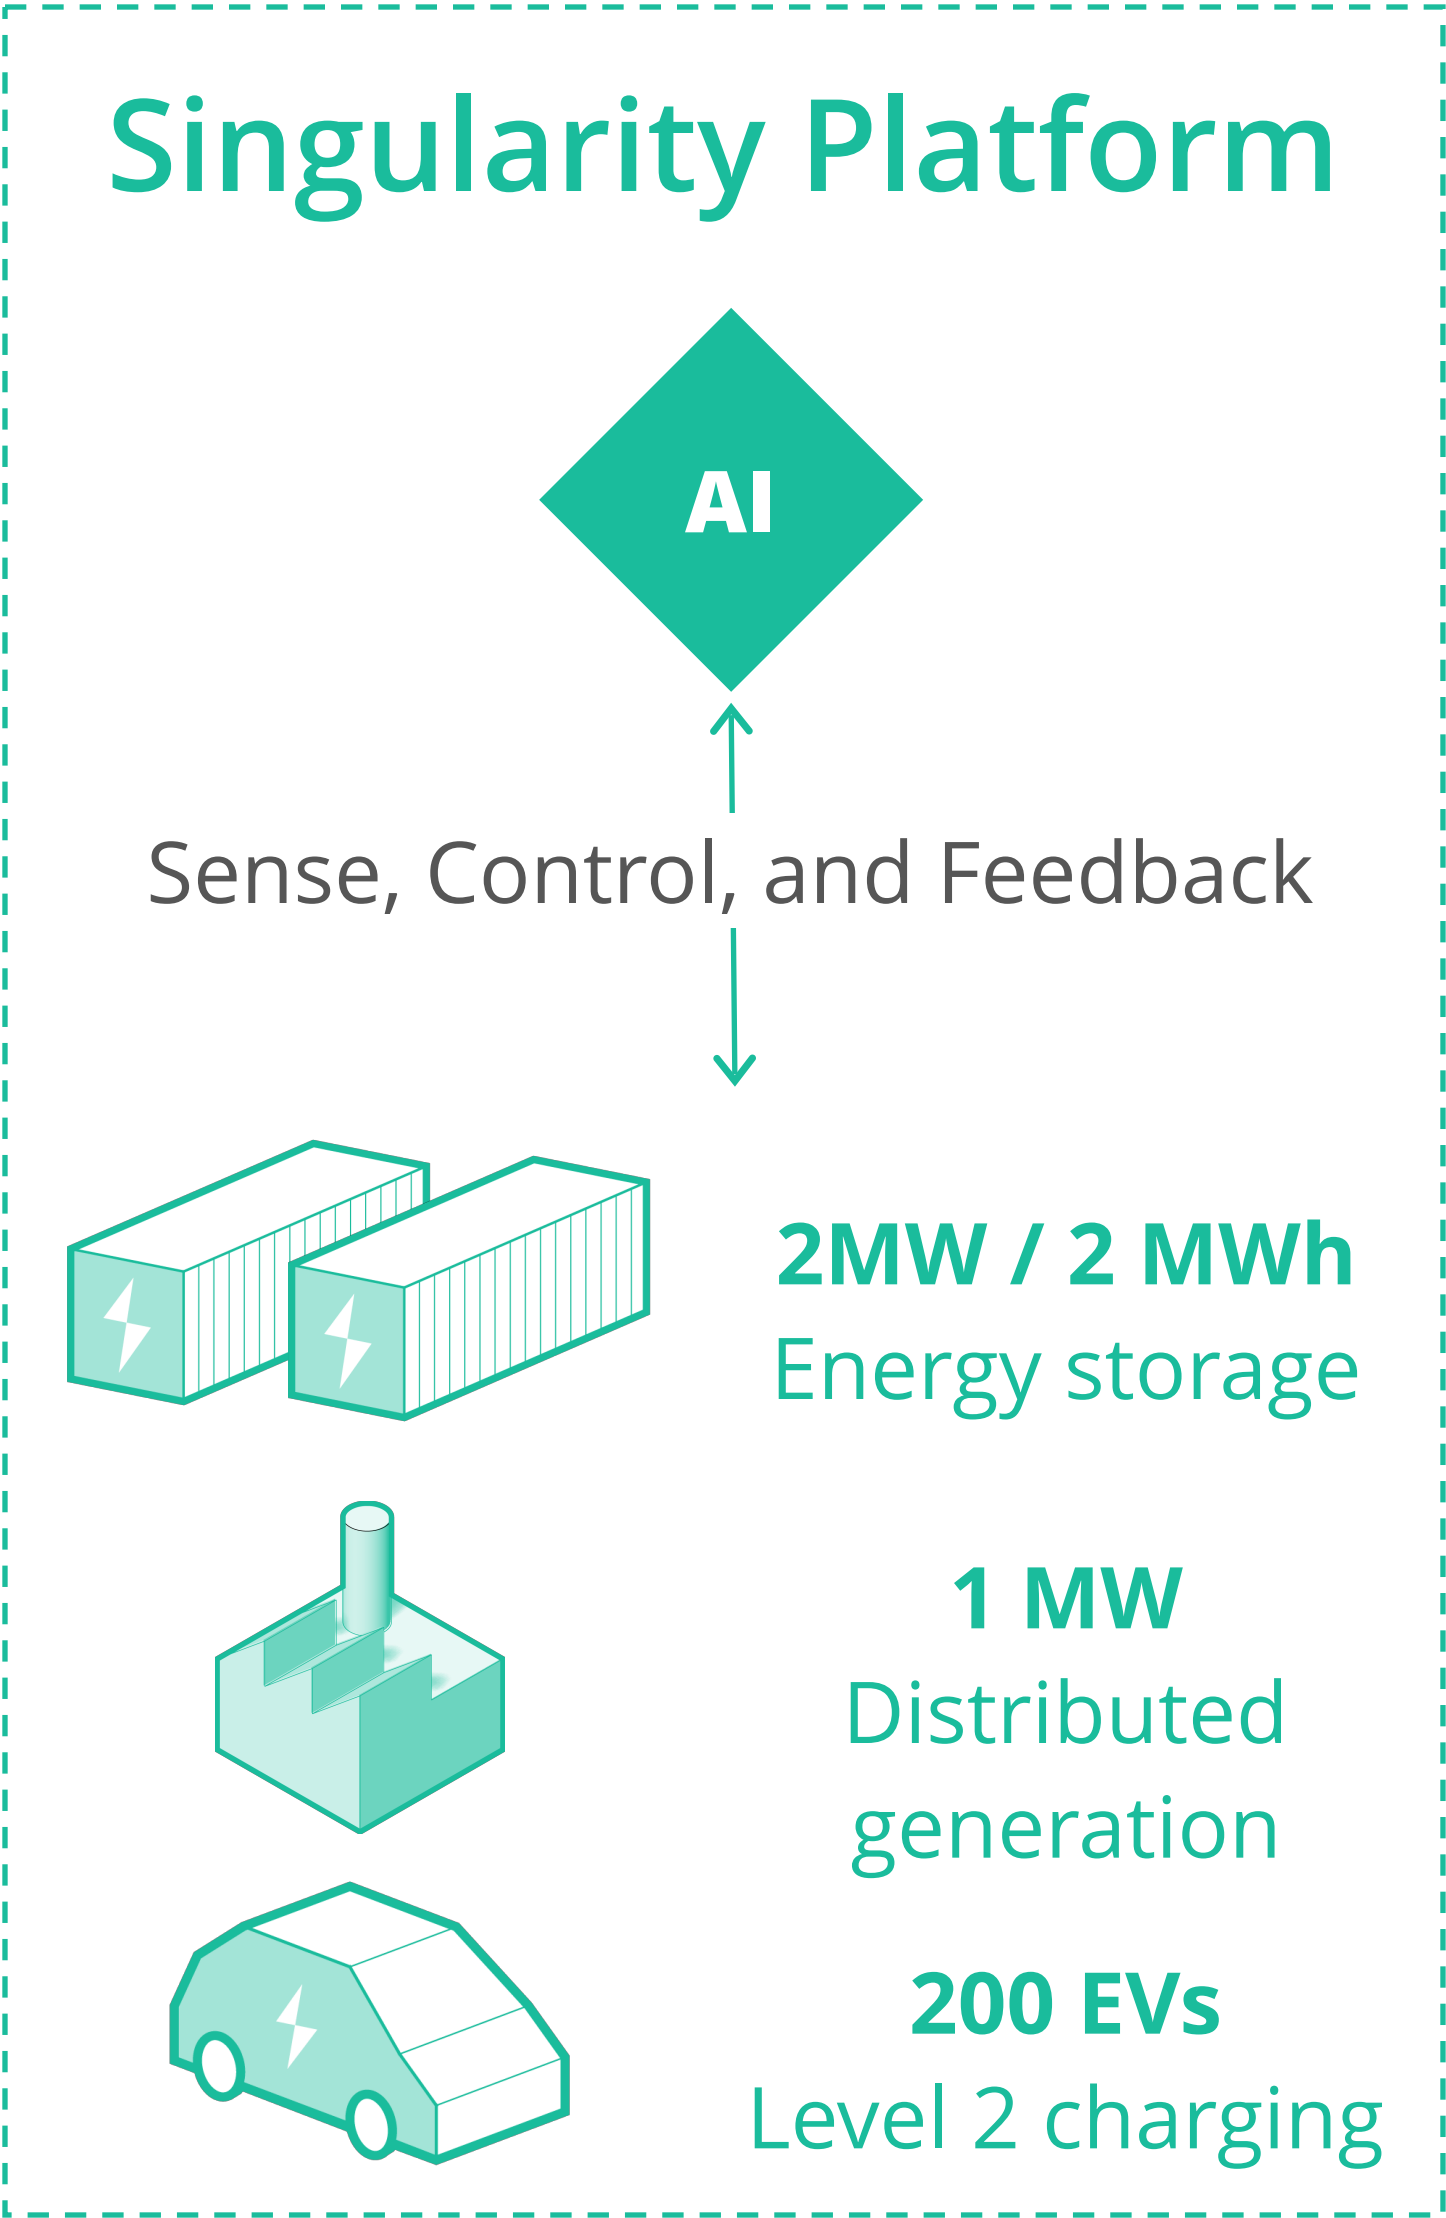 Singularity Platform
AI
Sense, Control, and Feedback
2MW / 2 MWh
Energy storage
1 MW
Distributed
generation
200 EVs
Level 2 charging